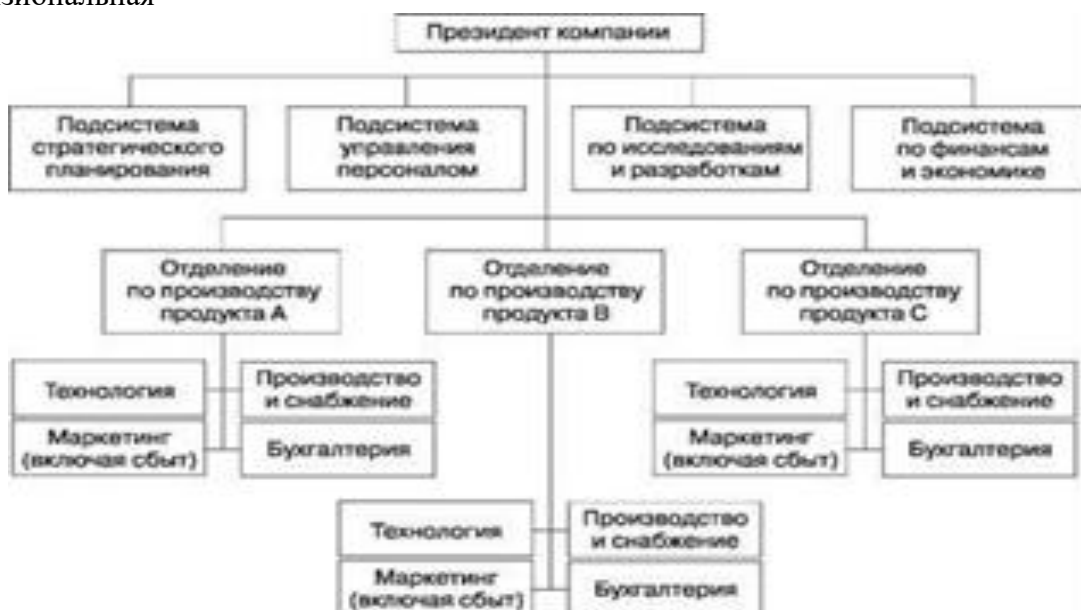 Президент компании
Подсистема
стратегического
планирования
Подсистема
управления
персоналом
Подсистема
по исследованиям
и разработкам
Подсистема
по финансам
и экономике
Отделение
по производству
продукта А
Отделение
по производству
продукта В
Отделение
по производству
продукта С
Технология
Производство
и снабжение
Маркетинг
(включая сбыт)
Бухгалтерия
Технология
Производство
и снабжение
Маркетинг
(включая сбыт)
Бухгалтерия
Технология
Производство
и снабжение
Маркетинг
(включая сбыт)
Бухгалтерия